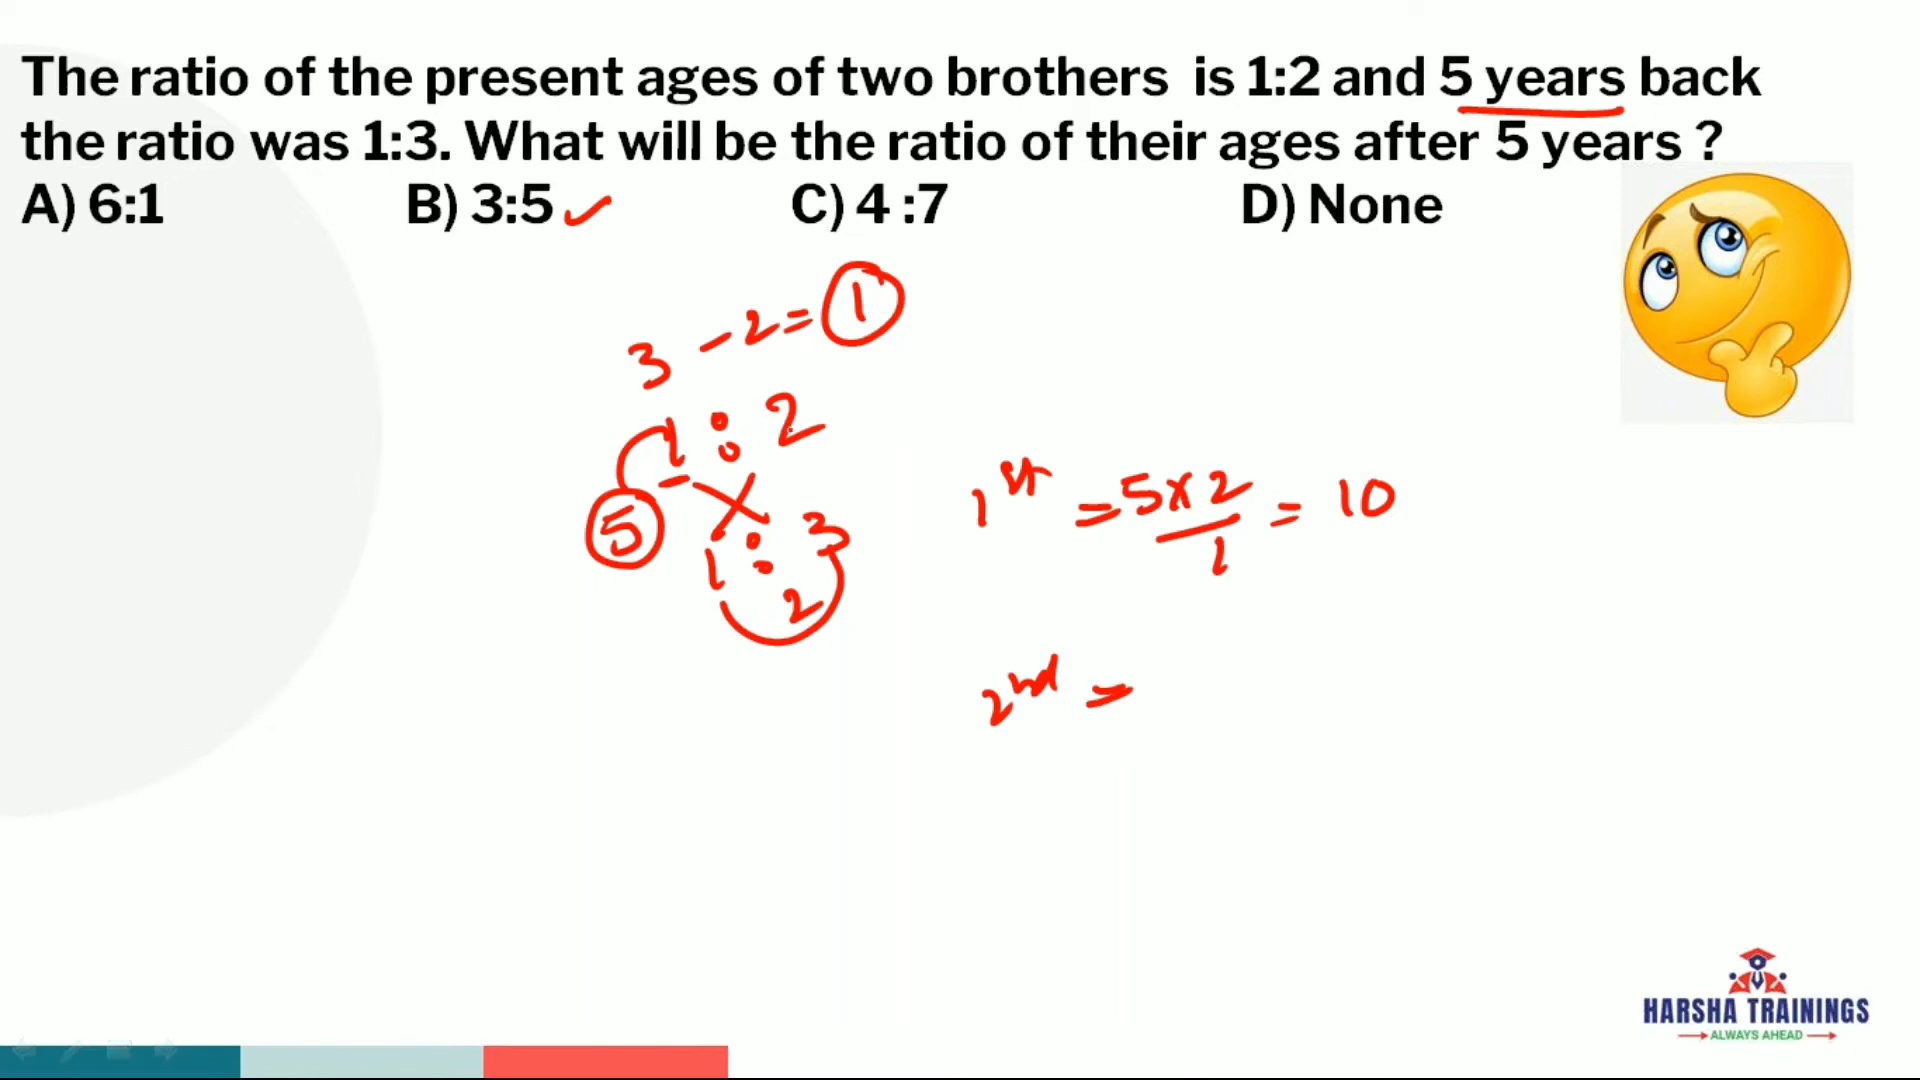 The ratio of the present ages of two brothers is 1:2 and 5 years back
the ratio was 1:3. What will be the ratio of their ages after 5 years ?
A) 6:1 B) 3:5 ✓ C) 4 :7 D) None
3 - 2 = 1
1 : 2
5
1 : 3
2
1st = 5 x 2 / 1 = 10
2nd =
HARSHA TRAININGS
ALWAYS AHEAD